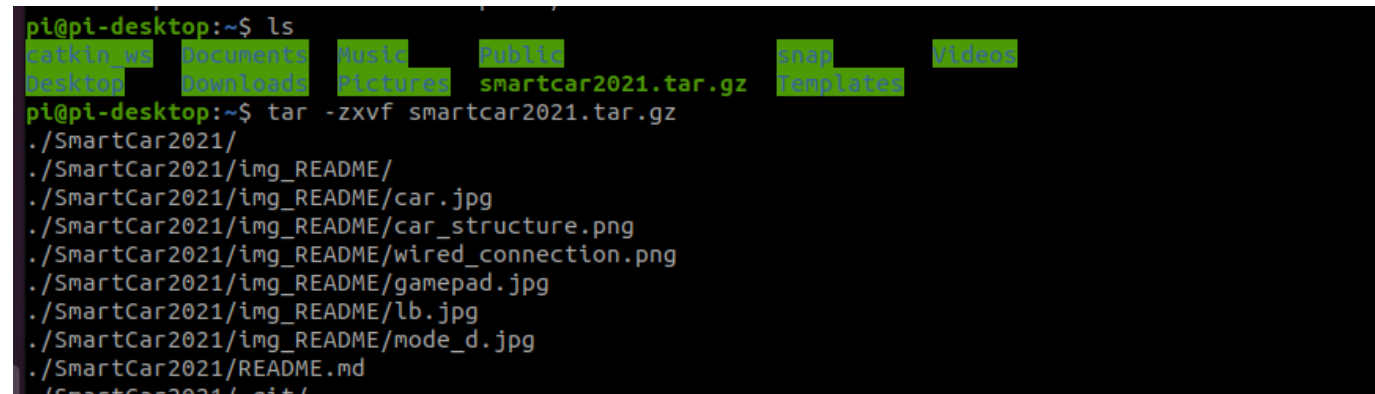 pi@pi-desktop:~$ ls
catkin_ws Documents Music Public snap Videos
Desktop Downloads Pictures smartcar2021.tar.gz Templates
pi@pi-desktop:~$ tar -zxvf smartcar2021.tar.gz
./SmartCar2021/
./SmartCar2021/img_README/
./SmartCar2021/img_README/car.jpg
./SmartCar2021/img_README/car_structure.png
./SmartCar2021/img_README/wired_connection.png
./SmartCar2021/img_README/gamepad.jpg
./SmartCar2021/img_README/lb.jpg
./SmartCar2021/img_README/mode_d.jpg
./SmartCar2021/README.md
./SmartCar2021/.git/